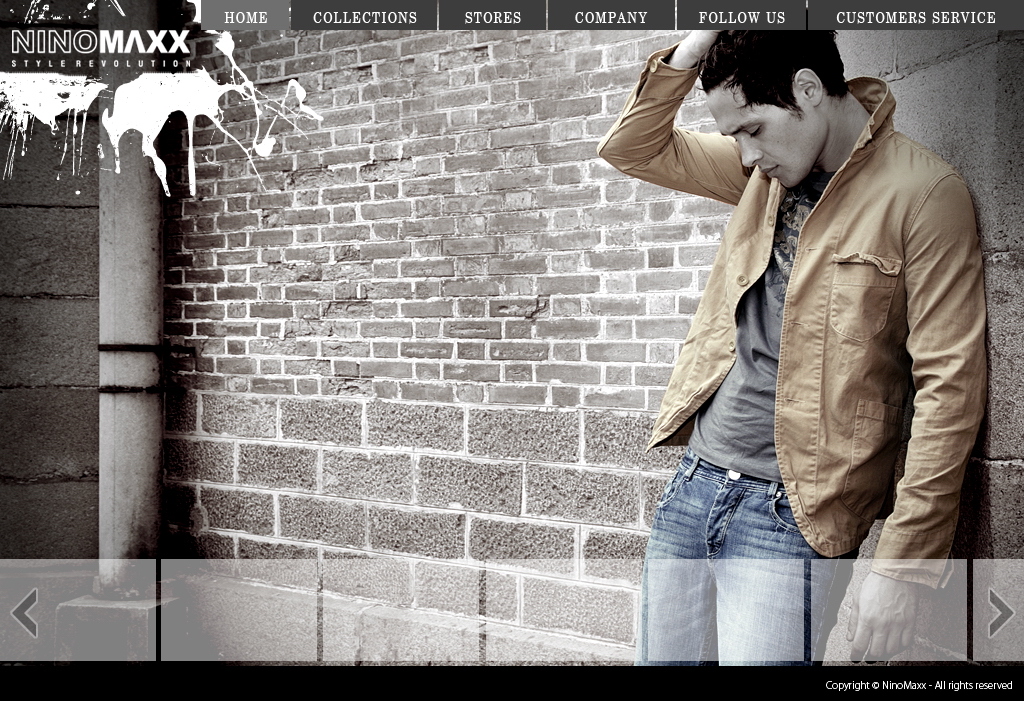 HOME
COLLECTIONS
STORES
COMPANY
FOLLOW US
CUSTOMERS SERVICE
NINOMAXX
STYLE REVOLUTION
Copyright © NinoMaxx - All rights reserved